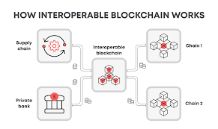 HOW INTEROPERABLE BLOCKCHAIN WORKS
Supply
chain
Interoperable
blockchain
Chain 1
Private
bank
Chain 2